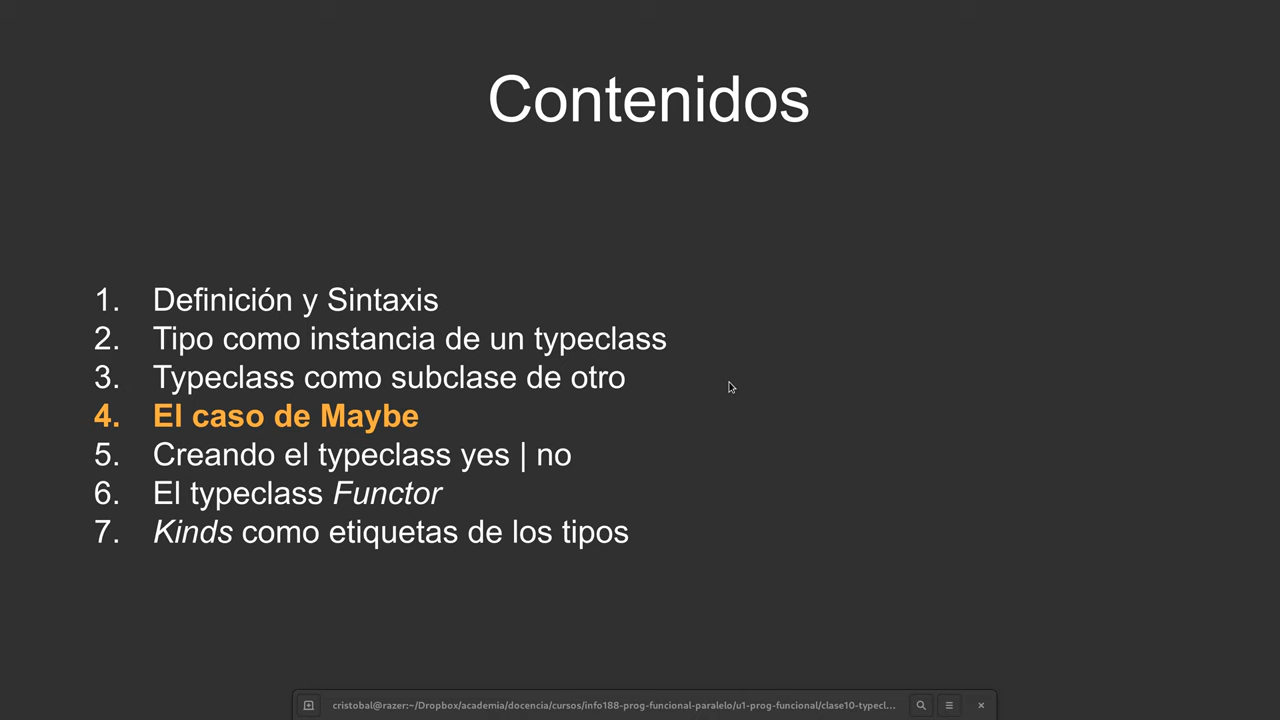 Contenidos
1. Definición y Sintaxis
2. Tipo como instancia de un typeclass
3. Typeclass como subclase de otro
4. El caso de Maybe
5. Creando el typeclass yes | no
6. El typeclass Functor
7. Kinds como etiquetas de los tipos
cristobal@razer:~/Dropbox/academia/docencia/cursos/info188-prog-funcional-paralelo/u1-prog-funcional/clase10-typecl...